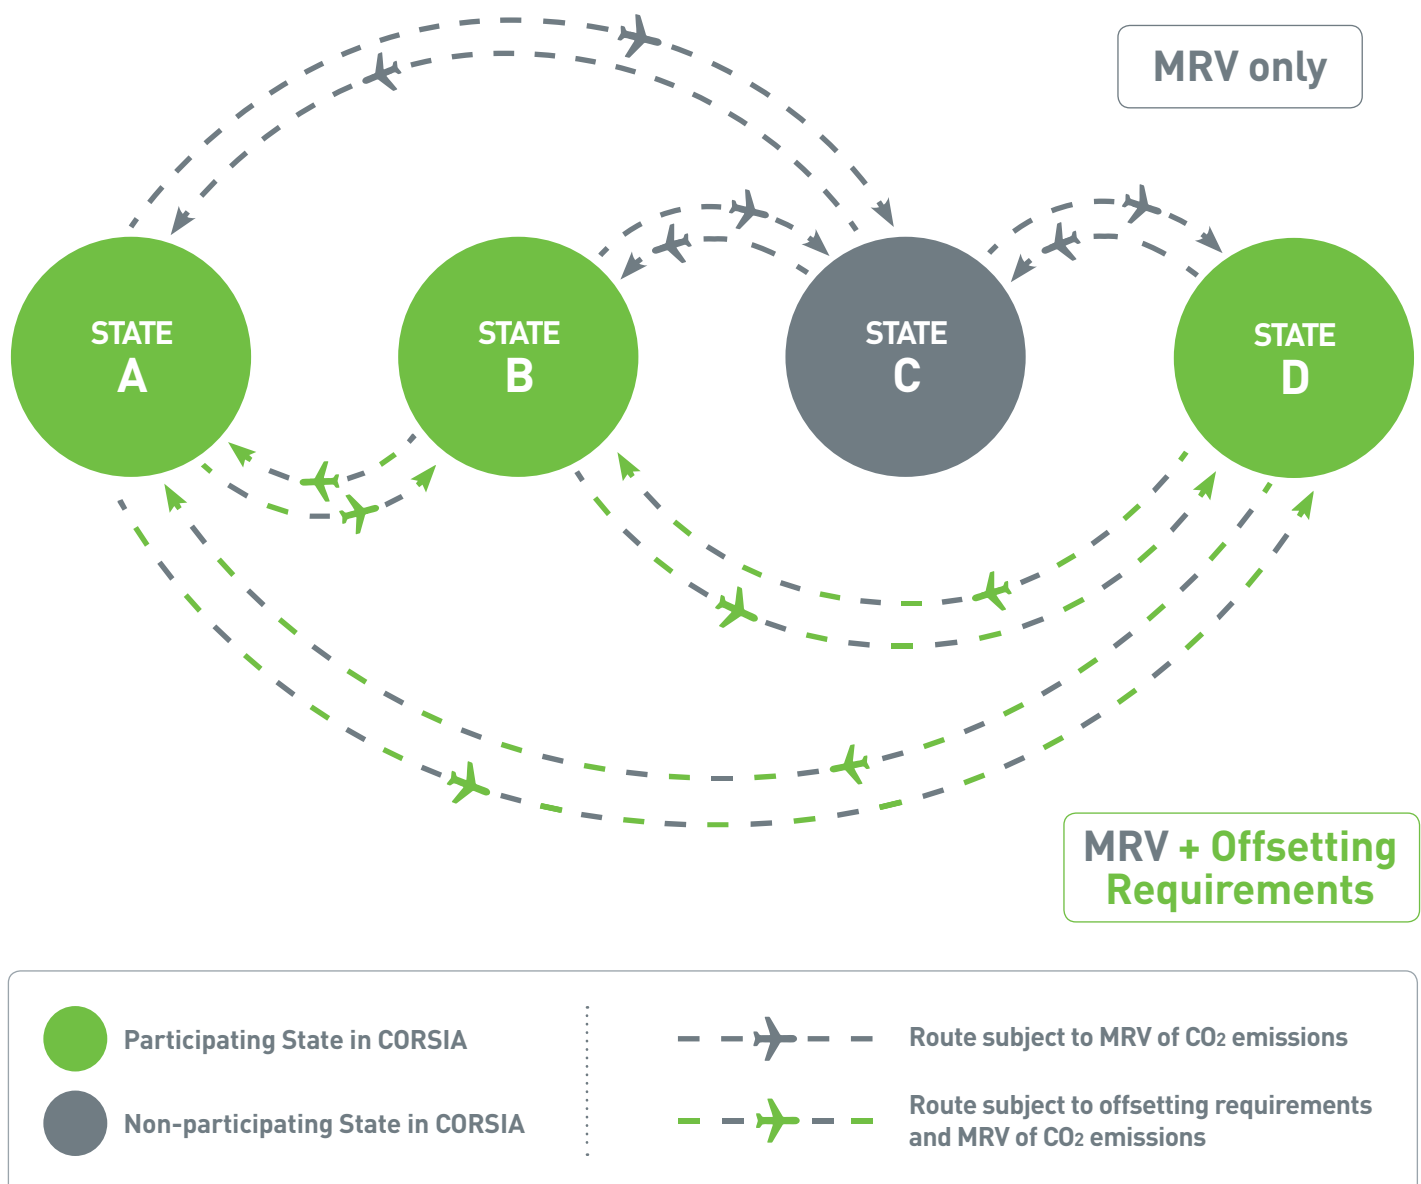 MRV only
STATE
A
STATE
B
STATE
C
STATE
D
MRV + Offsetting
Requirements
Participating State in CORSIA
Non-participating State in CORSIA
Route subject to MRV of CO2 emissions
Route subject to offsetting requirements
and MRV of CO2 emissions